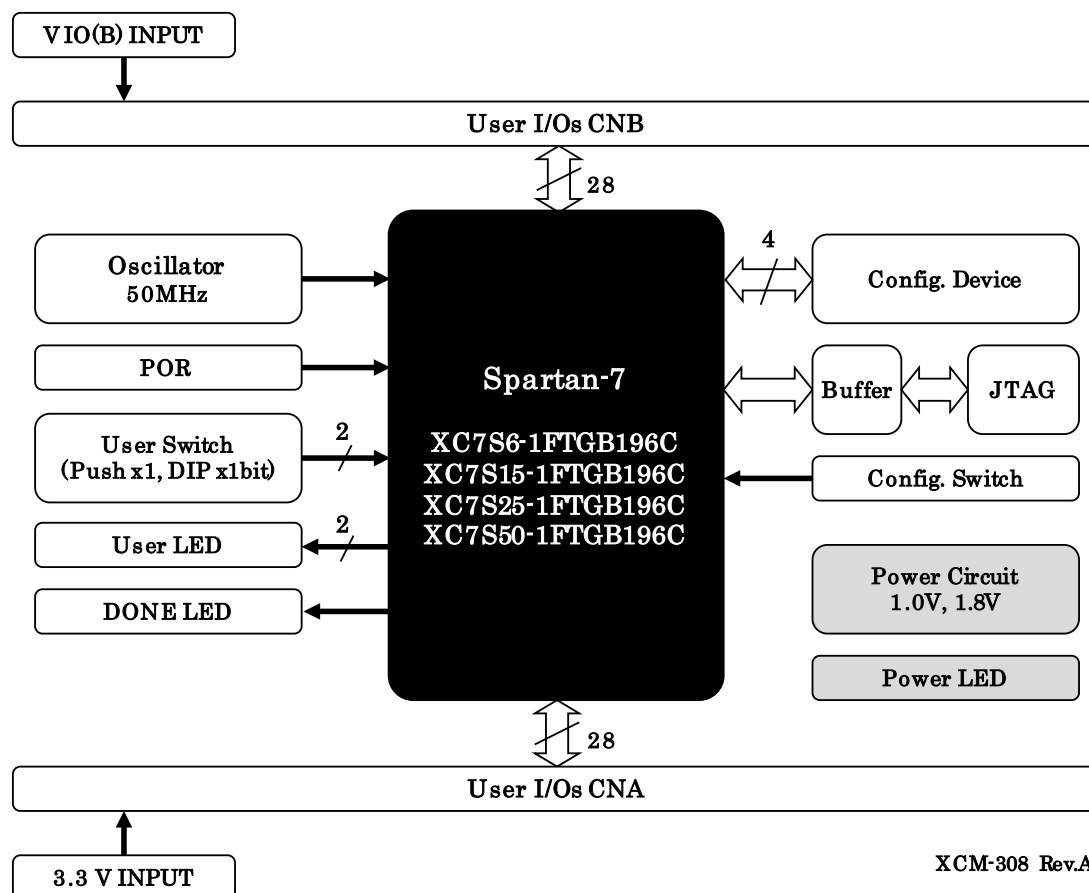 VIO(B) INPUT
User I/Os CNB
28
Oscillator
50MHz
POR
User Switch
(Push x1, DIP x1bit)
2
User LED
2
DONE LED
Spartan-7
XC7S6-1FTGB196C
XC7S15-1FTGB196C
XC7S25-1FTGB196C
XC7S50-1FTGB196C
4
Config. Device
Buffer
JTAG
Config. Switch
Power Circuit
1.0V, 1.8V
Power LED
28
User I/Os CNA
3.3 V INPUT
XCM-308 Rev.A